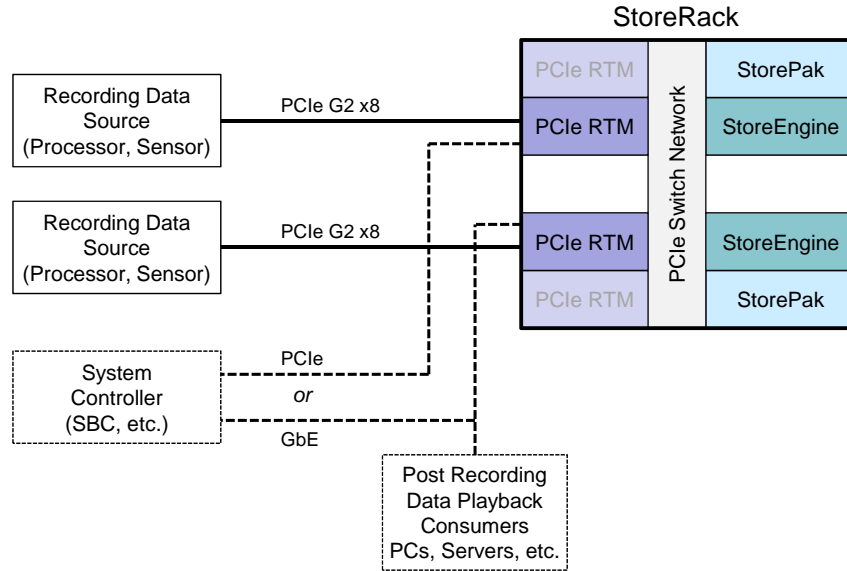 StoreRack
PCIe RTM
StorePak
Recording Data
Source
(Processor, Sensor)
PCIe G2 x8
PCIe RTM
StoreEngine
PCIe Switch Network
Recording Data
Source
(Processor, Sensor)
PCIe G2 x8
PCIe RTM
StoreEngine
PCIe RTM
StorePak
System
Controller
(SBC, etc.)
PCIe
or
GbE
Post Recording
Data Playback
Consumers
PCs, Servers, etc.